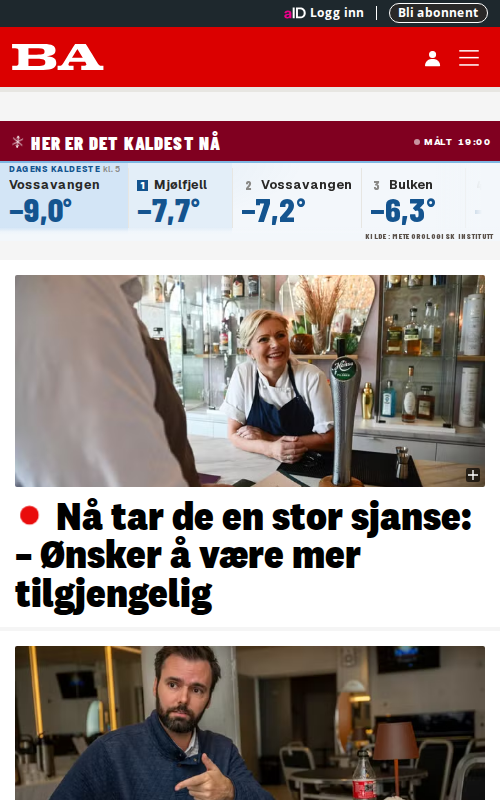 aID Logg inn
Bli abonnent
BA
HER ER DET KALDEST NÅ
MÅLT 19:00
DAGENS KALDESTE kl. 5
Vossavangen
−9,0°
1 Mjølfjell
−7,7°
2 Vossavangen
−7,2°
3 Bulken
−6,3°
KILDE: METEOROLOGISK INSTITUTT
Nå tar de en stor sjanse:
– Ønsker å være mer
tilgjengelig